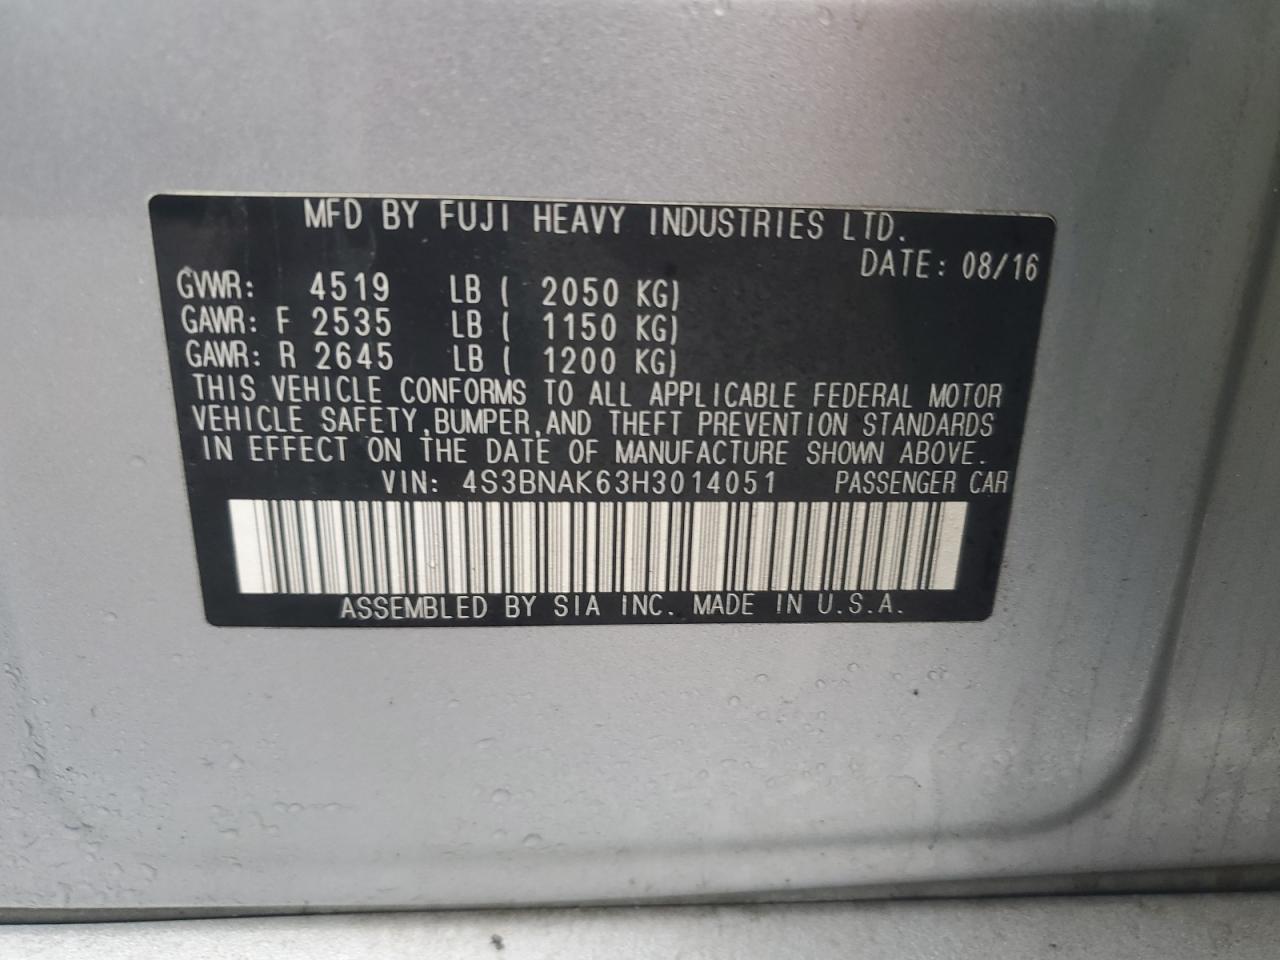 MFD BY FUJI HEAVY INDUSTRIES LTD.
DATE: 08/16
GVWR: 4519 LB ( 2050 KG)
GAWR: F 2535 LB ( 1150 KG)
GAWR: R 2645 LB ( 1200 KG)
THIS VEHICLE CONFORMS TO ALL APPLICABLE FEDERAL MOTOR
VEHICLE SAFETY,BUMPER,AND THEFT PREVENTION STANDARDS
IN EFFECT ON THE DATE OF MANUFACTURE SHOWN ABOVE.
VIN: 4S3BNAK63H3014051 PASSENGER CAR
ASSEMBLED BY SIA INC. MADE IN U.S.A.